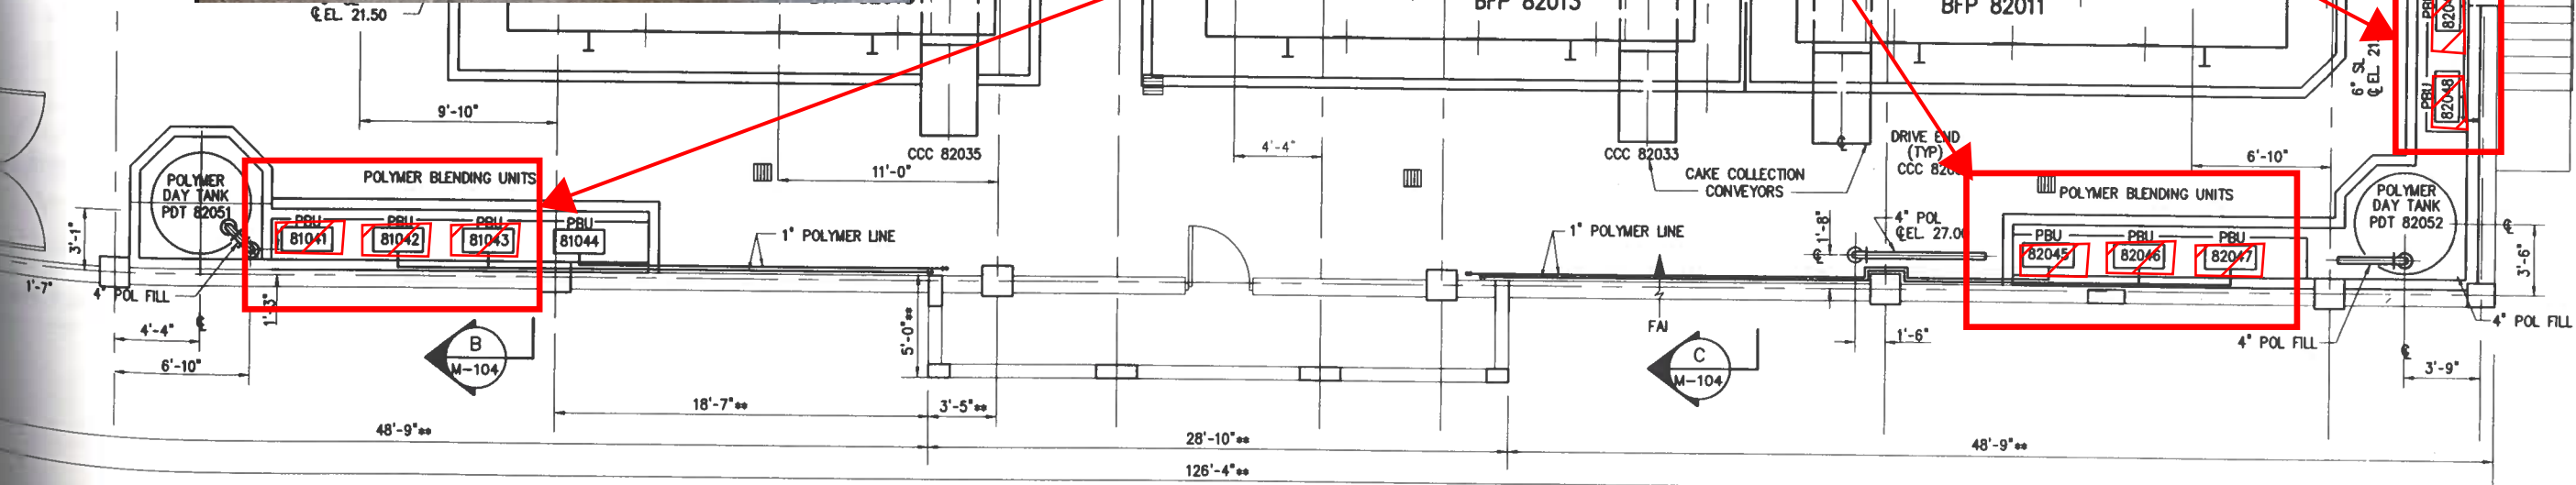 ℄ EL. 21.50
BFP 82013
BFP 82011
PBU
6" SL
PBU
82048
9'-10"
CCC 82035
11'-0"
4'-4"
CCC 82033
CAKE COLLECTION
CONVEYORS
℄
DRIVE END
(TYP)
CCC
6'-10"
POLYMER
DAY TANK
PDT 82051
POLYMER BLENDING UNITS
PBU
81041
PBU
81042
PBU
81043
PBU
81044
1" POLYMER LINE
1" POLYMER LINE
℄
1'-8"
4" POL
POLYMER BLENDING UNITS
PBU
82045
PBU
82046
PBU
82047
POLYMER
DAY TANK
PDT 82052
℄
3'-1"
1'-7"
4" POL FILL
1'-3"
3'-6"
4'-4"
℄
6'-10"
B
M-104
5'-0"**
FAI
C
M-104
1'-6"
4" POL FILL
4" POL FILL
℄
3'-9"
18'-7"**
3'-5"**
48'-9"**
28'-10"**
48'-9"**
126'-4"**